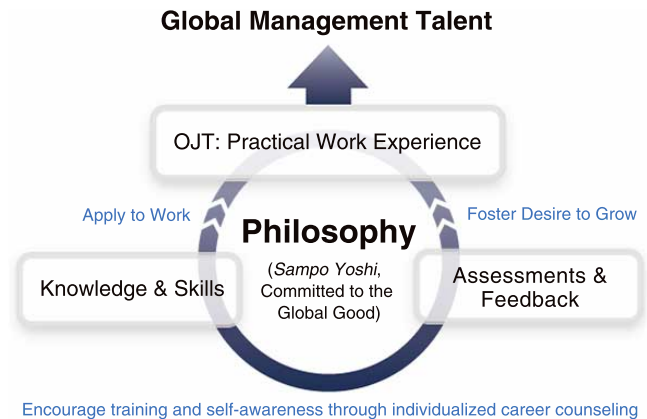 Global Management Talent
OJT: Practical Work Experience
Apply to Work
Foster Desire to Grow
Philosophy
(Sampo Yoshi,
Committed to the
Global Good)
Knowledge & Skills
Assessments &
Feedback
Encourage training and self-awareness through individualized career counseling